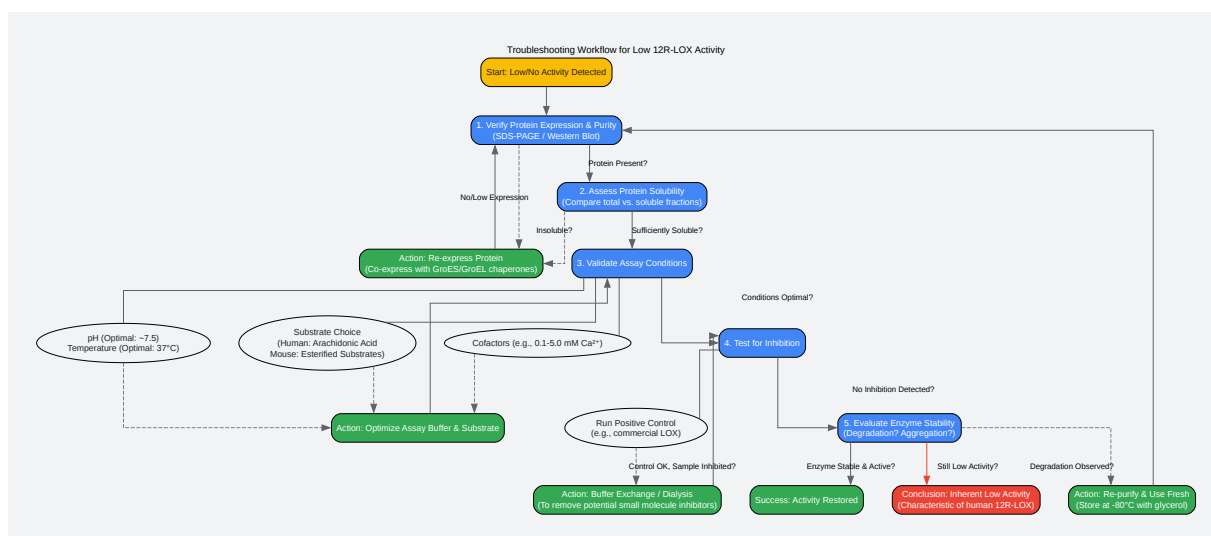 Troubleshooting Workflow for Low 12R-LOX Activity
Start: Low/No Activity Detected
1. Verify Protein Expression & Purity
(SDS-PAGE / Western Blot)
Protein Present?
2. Assess Protein Solubility
(Compare total vs. soluble fractions)
No/Low Expression
Insoluble?
Sufficiently Soluble?
Action: Re-express Protein
(Co-express with GroES/GroEL chaperones)
3. Validate Assay Conditions
Conditions Optimal?
pH (Optimal: ~7.5)
Temperature (Optimal: 37°C)
Substrate Choice
(Human: Arachidonic Acid
Mouse: Esterified Substrates)
Cofactors (e.g., 0.1-5.0 mM Ca²⁺)
4. Test for Inhibition
No Inhibition Detected?
Action: Optimize Assay Buffer & Substrate
Run Positive Control
(e.g., commercial LOX)
5. Evaluate Enzyme Stability
(Degradation? Aggregation?)
Control OK, Sample Inhibited?
Enzyme Stable & Active?
Still Low Activity?
Degradation Observed?
Action: Buffer Exchange / Dialysis
(To remove potential small molecule inhibitors)
Success: Activity Restored
Conclusion: Inherent Low Activity
(Characteristic of human 12R-LOX)
Action: Re-purify & Use Fresh
(Store at -80°C with glycerol)